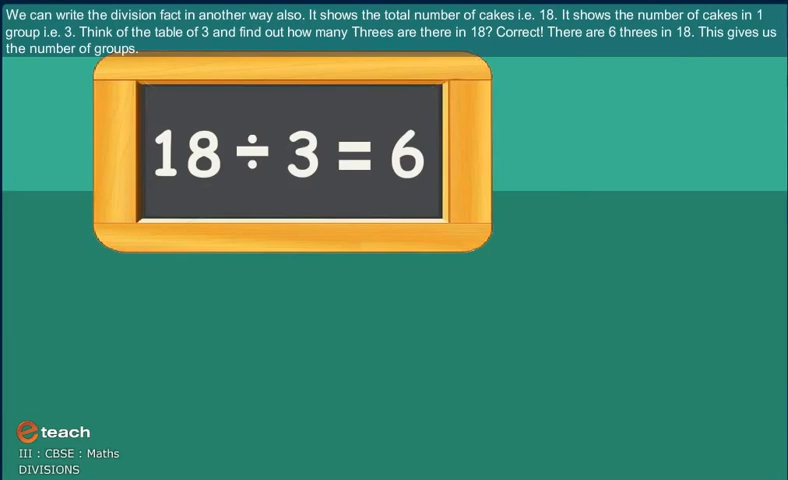 We can write the division fact in another way also. It shows the total number of cakes i.e. 18. It shows the number of cakes in 1
group i.e. 3. Think of the table of 3 and find out how many Threes are there in 18? Correct! There are 6 threes in 18. This gives us
the number of groups.
18 ÷ 3 = 6
e teach
III : CBSE : Maths
DIVISIONS